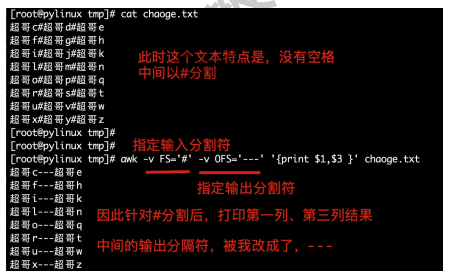 [root@pylinux tmp]# cat chaoge.txt
超哥c#超哥d#超哥e
超哥f#超哥g#超哥h
超哥i#超哥j#超哥k
超哥l#超哥m#超哥n
超哥o#超哥p#超哥q
超哥r#超哥s#超哥t
超哥u#超哥v#超哥w
超哥x#超哥y#超哥z
此时这个文本特点是，没有空格
中间以#分割
[root@pylinux tmp]#
[root@pylinux tmp]#
指定输入分割符
[root@pylinux tmp]# awk -v FS='#' -v OFS='---' '{print $1,$3 }' chaoge.txt
超哥c---超哥e
超哥f---超哥h
超哥i---超哥k
超哥l---超哥n
超哥o---超哥q
超哥r---超哥t
超哥u---超哥w
超哥x---超哥z
指定输出分割符
因此针对#分割后，打印第一列、第三列结果
中间的输出分隔符，被我改成了，---